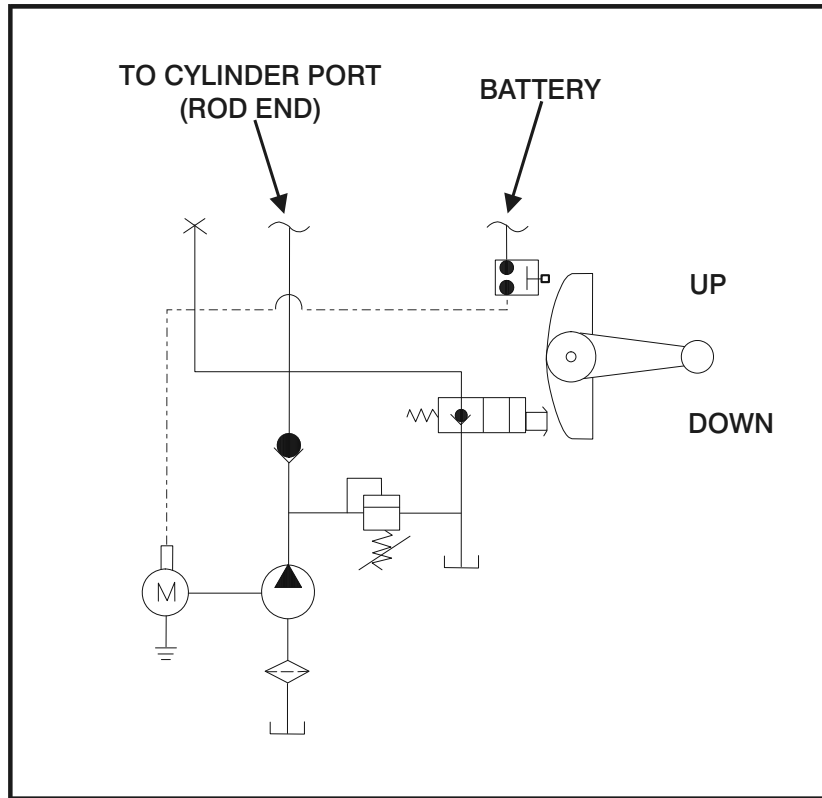 TO CYLINDER PORT
(ROD END)
BATTERY
UP
DOWN
M